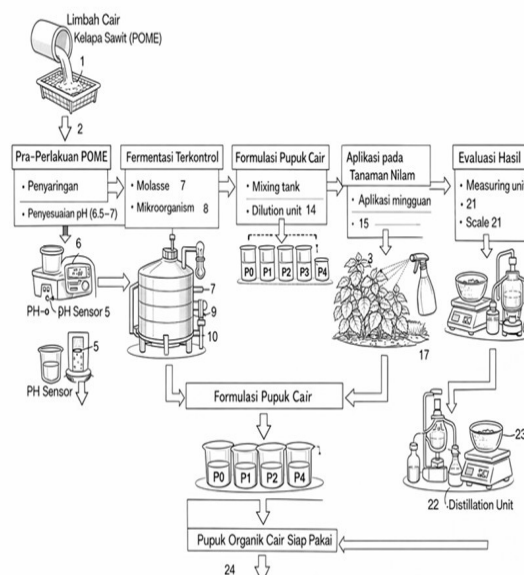 Limbah Cair
Kelapa Sawit (POME)
1
2
Pra-Perlakuan POME
• Penyaringan
• Penyesuaian pH (6.5–7)
Fermentasi Terkontrol
• Molasse 7
• Mikroorganism 8
Formulasi Pupuk Cair
• Mixing tank
• Dilution unit 14
Aplikasi pada
Tanaman Nilam
• Aplikasi mingguan
• 15
Evaluasi Hasil
• Measuring uni
• 21
• Scale 21
6
PH-
pH Sensor 5
5
PH Sensor
7
9
10
P0 P1 P2 P3 P4
3
17
Formulasi Pupuk Cair
P0 P1 P2 P4
23
22
Distillation Unit
Pupuk Organik Cair Siap Pakai
24